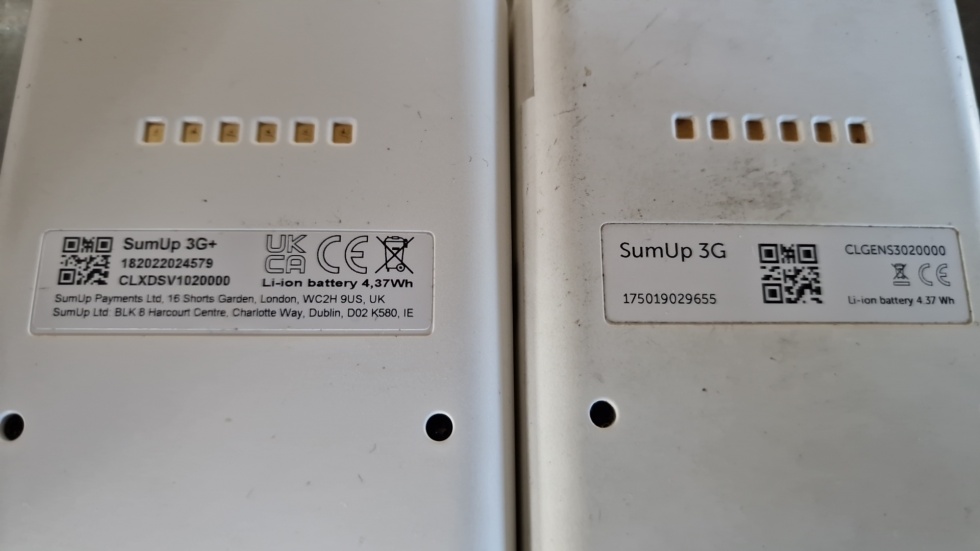 SumUp 3G+
182022024579
CLXDSV1020000
UK
CA
CE
Li-ion battery 4,37Wh
SumUp Payments Ltd, 16 Shorts Garden, London, WC2H 9US, UK
SumUp Ltd. BLK 8 Harcourt Centre, Charlotte Way, Dublin, D02 K580, IE
SumUp 3G
175019029655
CLGENS3020000
CE
Li-ion battery 4.37 Wh